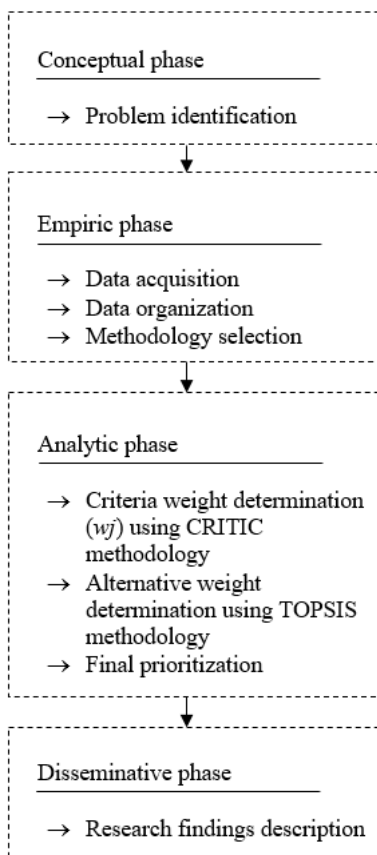 Conceptual phase
→ Problem identification
Empiric phase
→ Data acquisition
→ Data organization
→ Methodology selection
Analytic phase
→ Criteria weight determination
(wj) using CRITIC
methodology
→ Alternative weight
determination using TOPSIS
methodology
→ Final prioritization
Disseminative phase
→ Research findings description